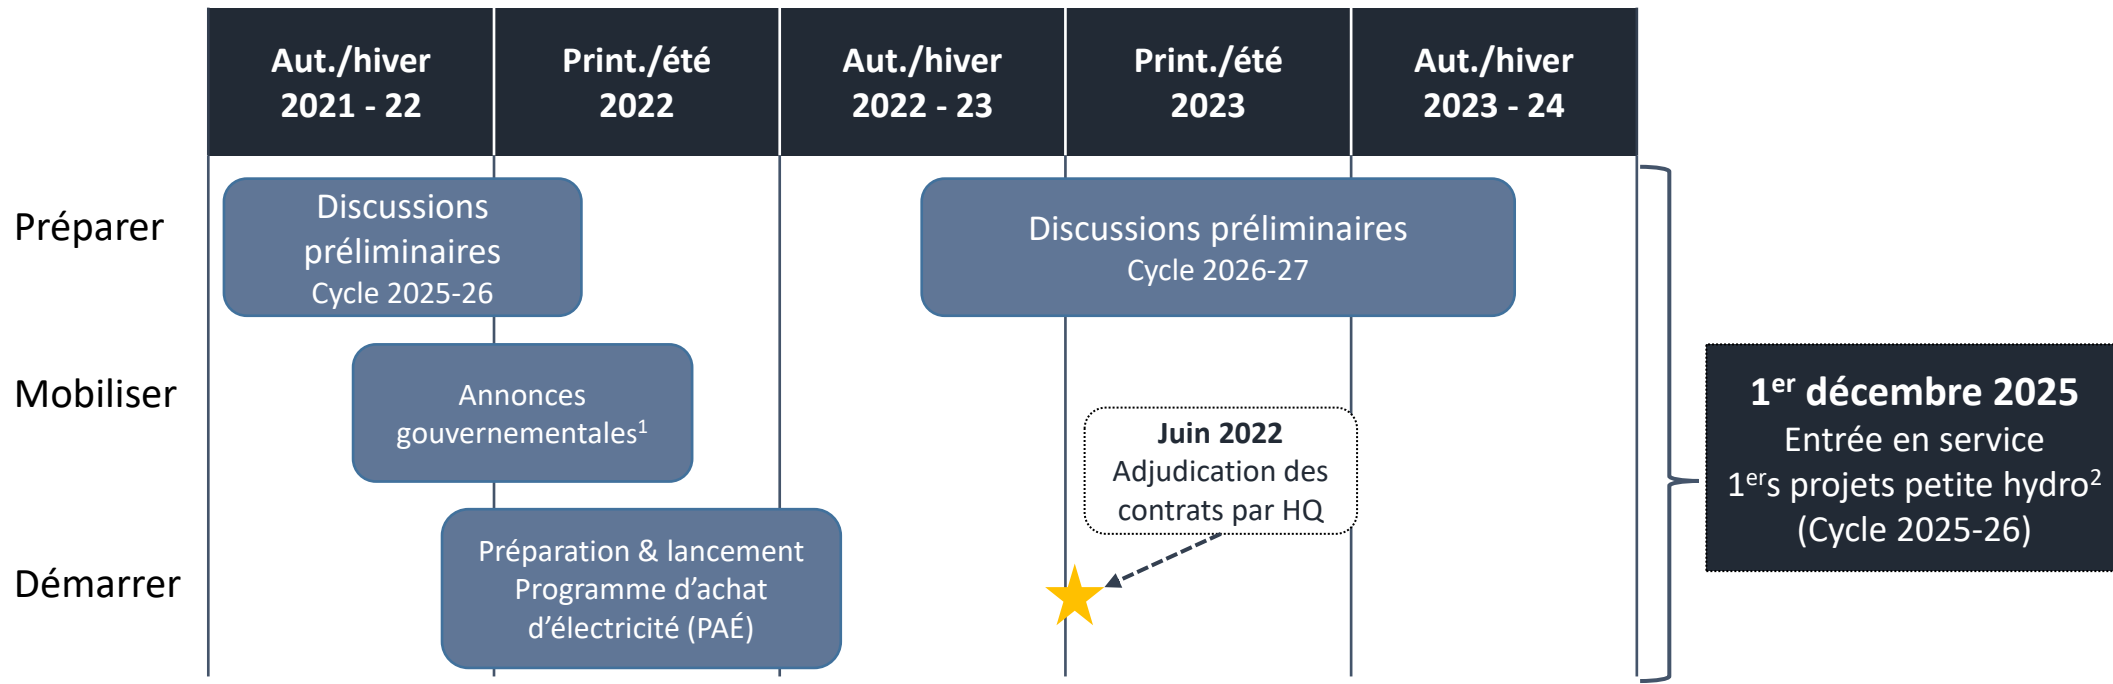 Aut./hiver
2021 - 22
Print./été
2022
Aut./hiver
2022 - 23
Print./été
2023
Aut./hiver
2023 - 24
Préparer
Discussions
préliminaires
Cycle 2025-26
Discussions préliminaires
Cycle 2026-27
Mobiliser
Annonces
gouvernementales¹
Juin 2022
Adjudication des
contrats par HQ
1er décembre 2025
Entrée en service
1ers projets petite hydro²
(Cycle 2025-26)
Démarrer
Préparation & lancement
Programme d’achat
d’électricité (PAÉ)